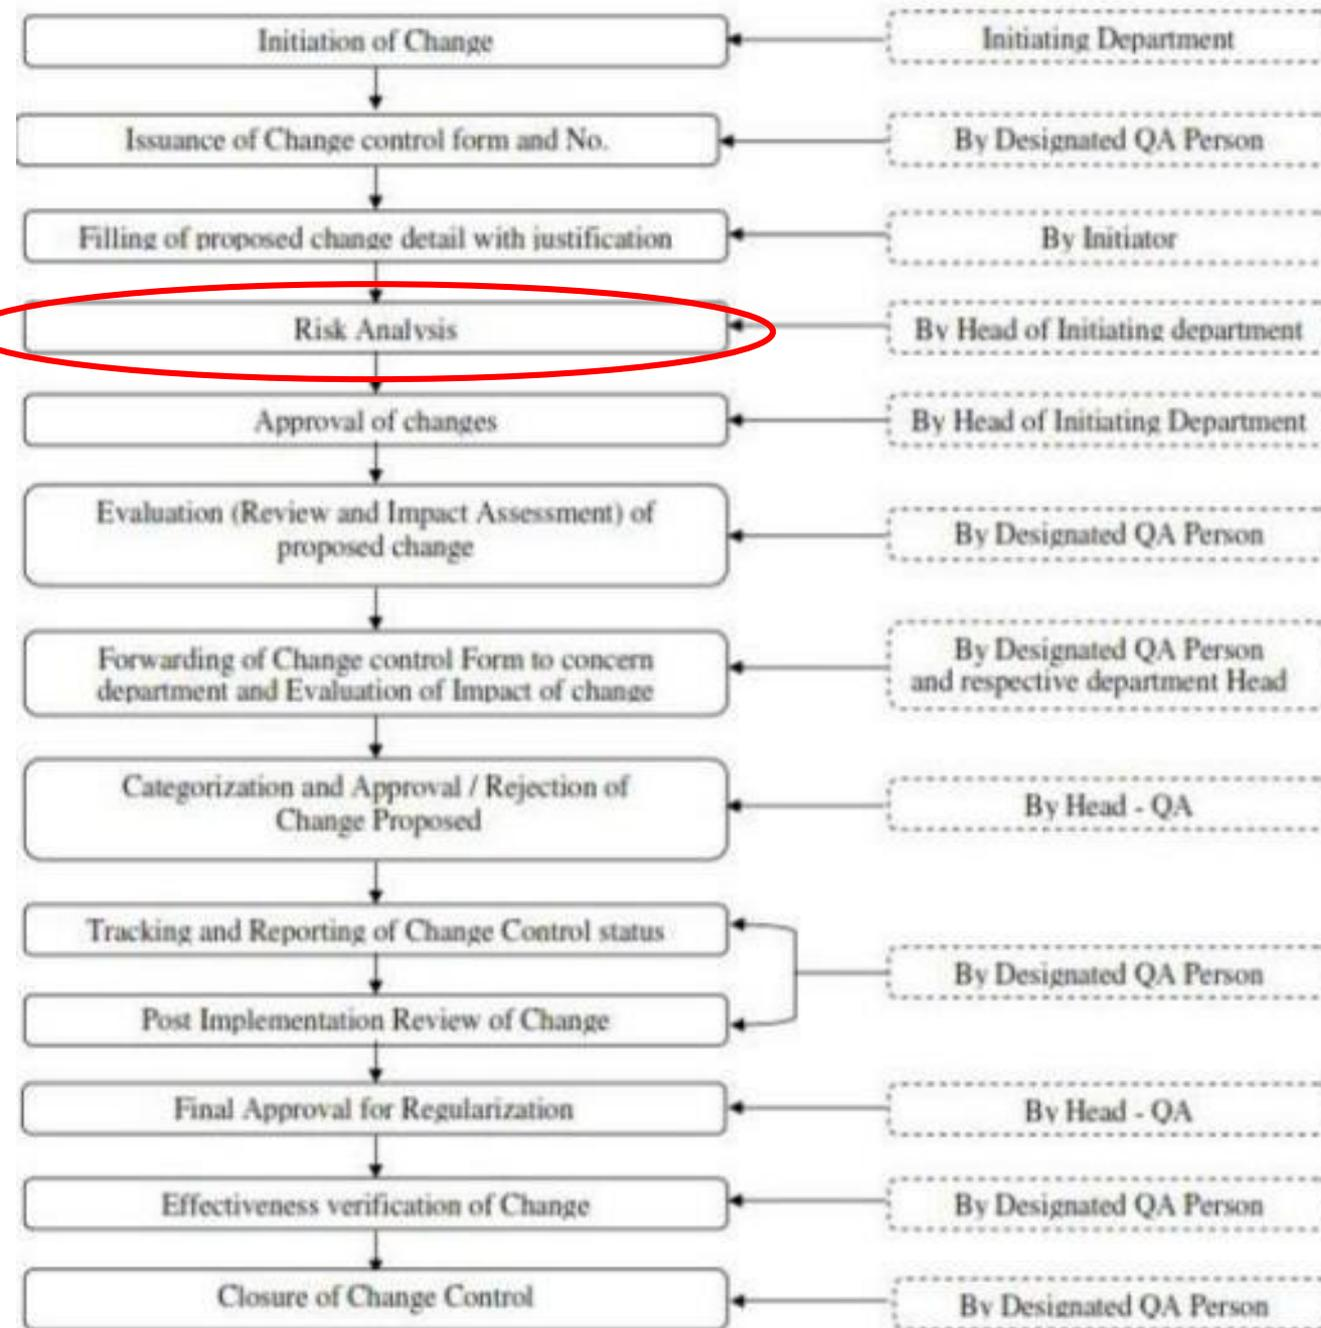 Initiation of Change
Initiating Department
Issuance of Change control form and No.
By Designated QA Person
Filling of proposed change detail with justification
By Initiator
Risk Analysis
By Head of Initiating department
Approval of changes
By Head of Initiating Department
Evaluation (Review and Impact Assessment) of
proposed change
By Designated QA Person
Forwarding of Change control Form to concern
department and Evaluation of Impact of change
By Designated QA Person
and respective department Head
Categorization and Approval / Rejection of
Change Proposed
By Head - QA
Tracking and Reporting of Change Control status
By Designated QA Person
Post Implementation Review of Change
Final Approval for Regularization
By Head - QA
Effectiveness verification of Change
By Designated QA Person
Closure of Change Control
By Designated QA Person